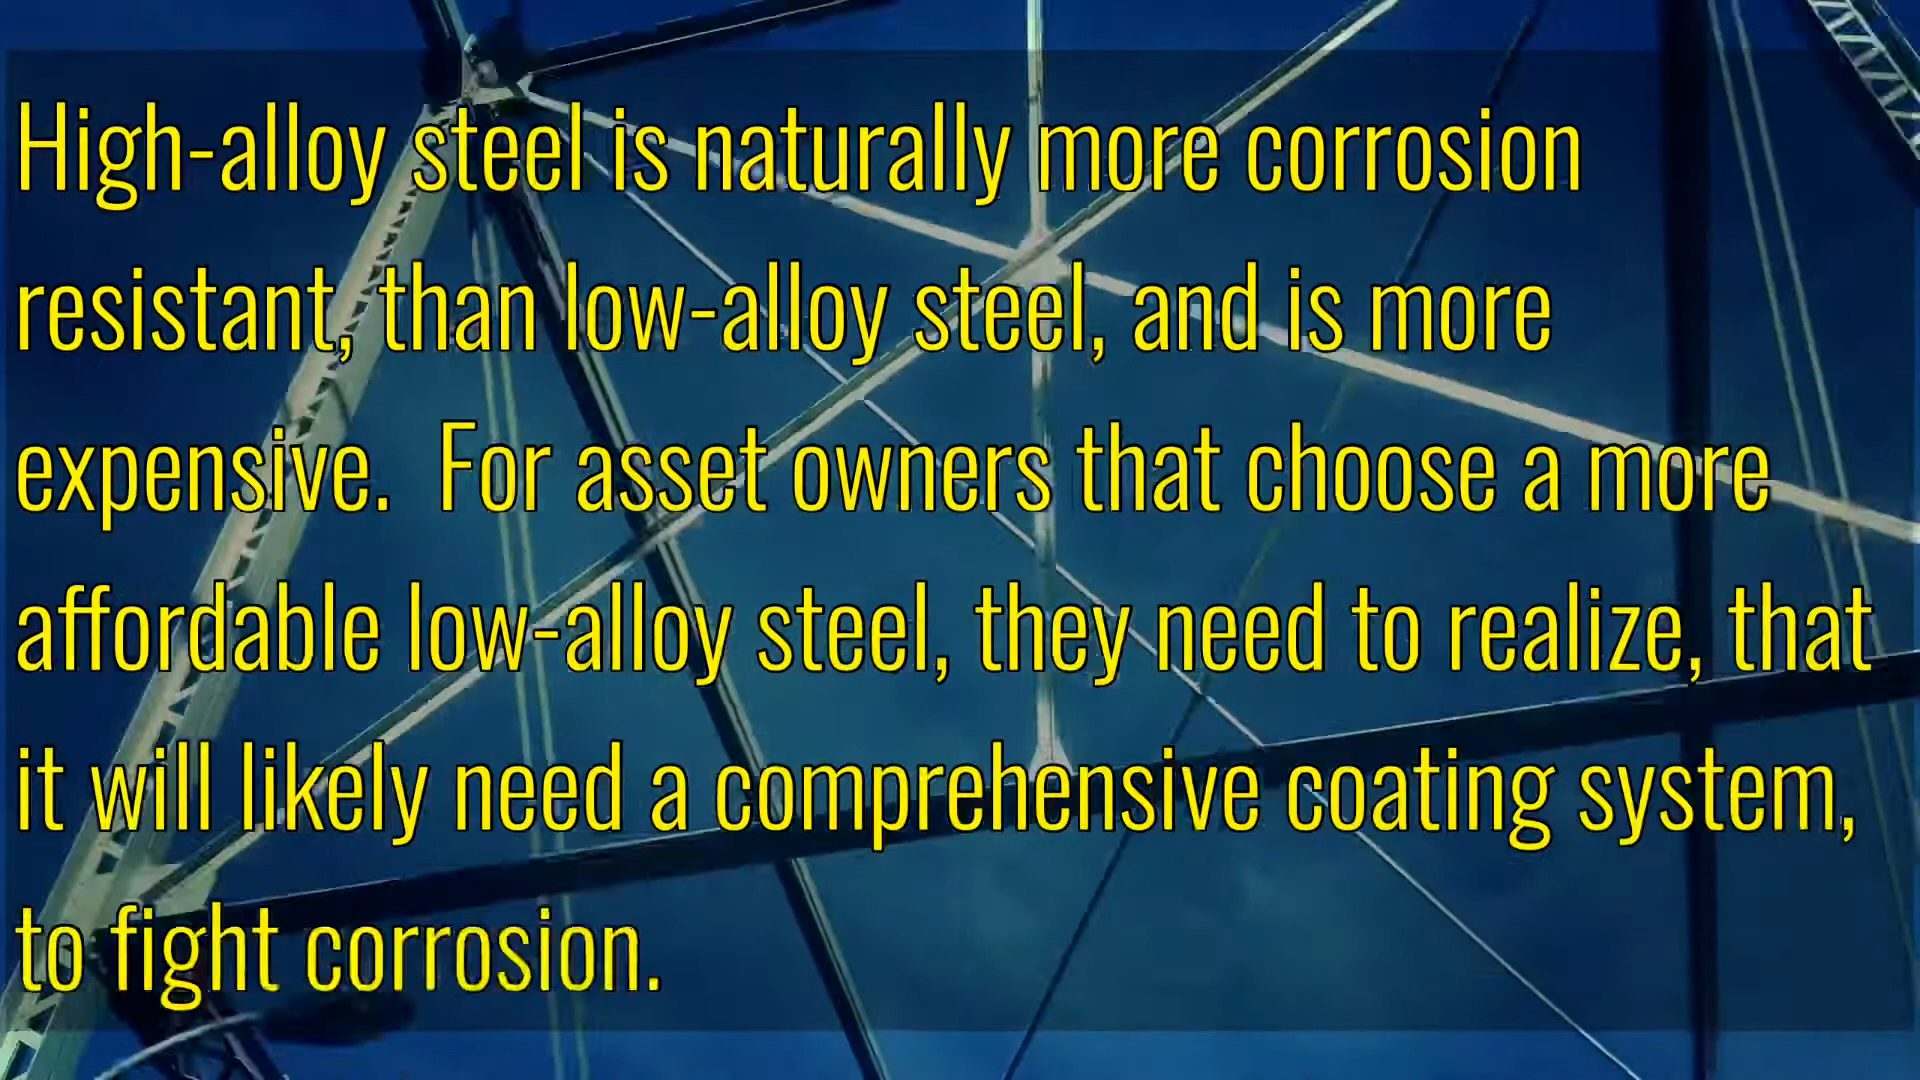 High-alloy steel is naturally more corrosion
resistant, than low-alloy steel, and is more
expensive.  For asset owners that choose a more
affordable low-alloy steel, they need to realize, that
it will likely need a comprehensive coating system,
to fight corrosion.